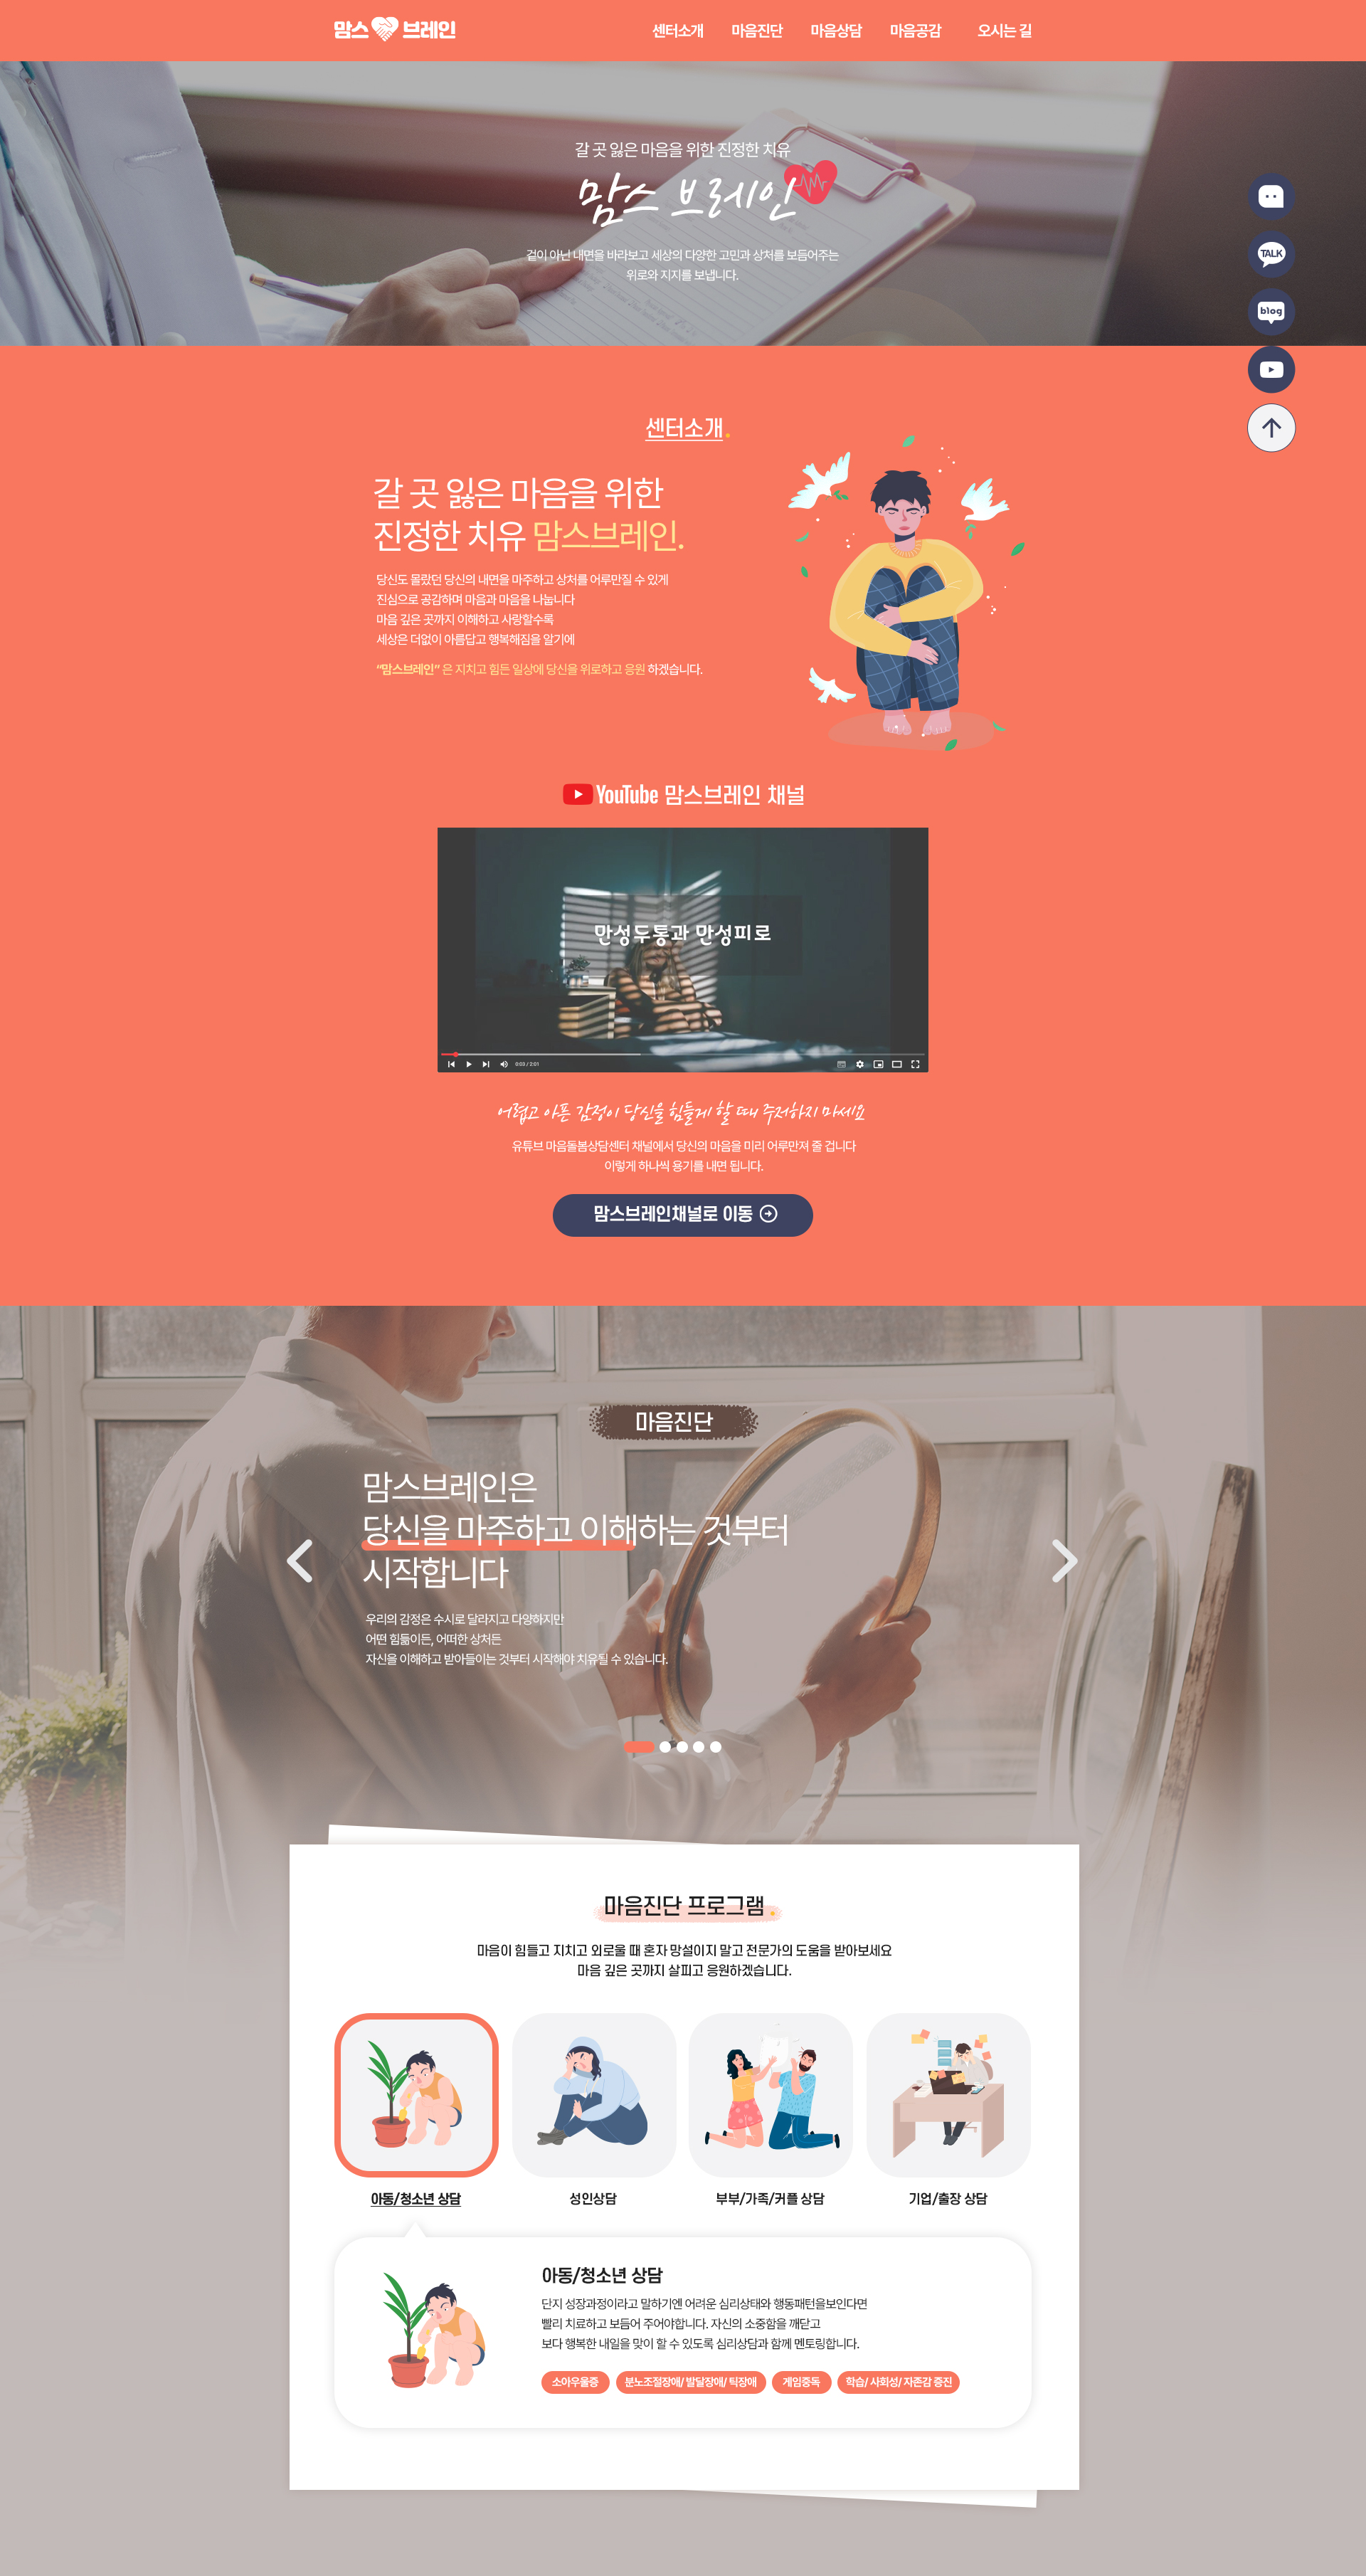 맘스 브레인
센터소개 마음진단 마음상담 마음공감 오시는 길
갈 곳 잃은 마음을 위한 진정한 치유
맘스 브레인
겉이 아닌 내면을 바라보고 세상의 다양한 고민과 상처를 보듬어주는
위로와 지지를 보냅니다.
TALK
blog
센터소개.
갈 곳 잃은 마음을 위한
진정한 치유 맘스브레인.
당신도 몰랐던 당신의 내면을 마주하고 상처를 어루만질 수 있게
진심으로 공감하며 마음과 마음을 나눕니다
마음 깊은 곳까지 이해하고 사랑할수록
세상은 더없이 아름답고 행복해짐을 알기에
“맘스브레인” 은 지치고 힘든 일상에 당신을 위로하고 응원 하겠습니다.
YouTube 맘스브레인 채널
만성두통과 만성피로
0:03 / 2:01
어렵고 아픈 감정이 당신을 힘들게 할 때 주저하지 마세요
유튜브 마음돌봄상담센터 채널에서 당신의 마음을 미리 어루만져 줄 겁니다
이렇게 하나씩 용기를 내면 됩니다.
맘스브레인채널로 이동
마음진단
맘스브레인은
당신을 마주하고 이해하는 것부터
시작합니다
우리의 감정은 수시로 달라지고 다양하지만
어떤 힘듦이든, 어떠한 상처든
자신을 이해하고 받아들이는 것부터 시작해야 치유될 수 있습니다.
마음진단 프로그램.
마음이 힘들고 지치고 외로울 때 혼자 망설이지 말고 전문가의 도움을 받아보세요
마음 깊은 곳까지 살피고 응원하겠습니다.
아동/청소년 상담
성인상담
부부/가족/커플 상담
기업/출장 상담
아동/청소년 상담
단지 성장과정이라고 말하기엔 어려운 심리상태와 행동패턴을보인다면
빨리 치료하고 보듬어 주어야합니다. 자신의 소중함을 깨닫고
보다 행복한 내일을 맞이 할 수 있도록 심리상담과 함께 멘토링합니다.
소아우울증 분노조절장애/ 발달장애/ 틱장애 게임중독 학습/ 사회성/ 자존감 증진